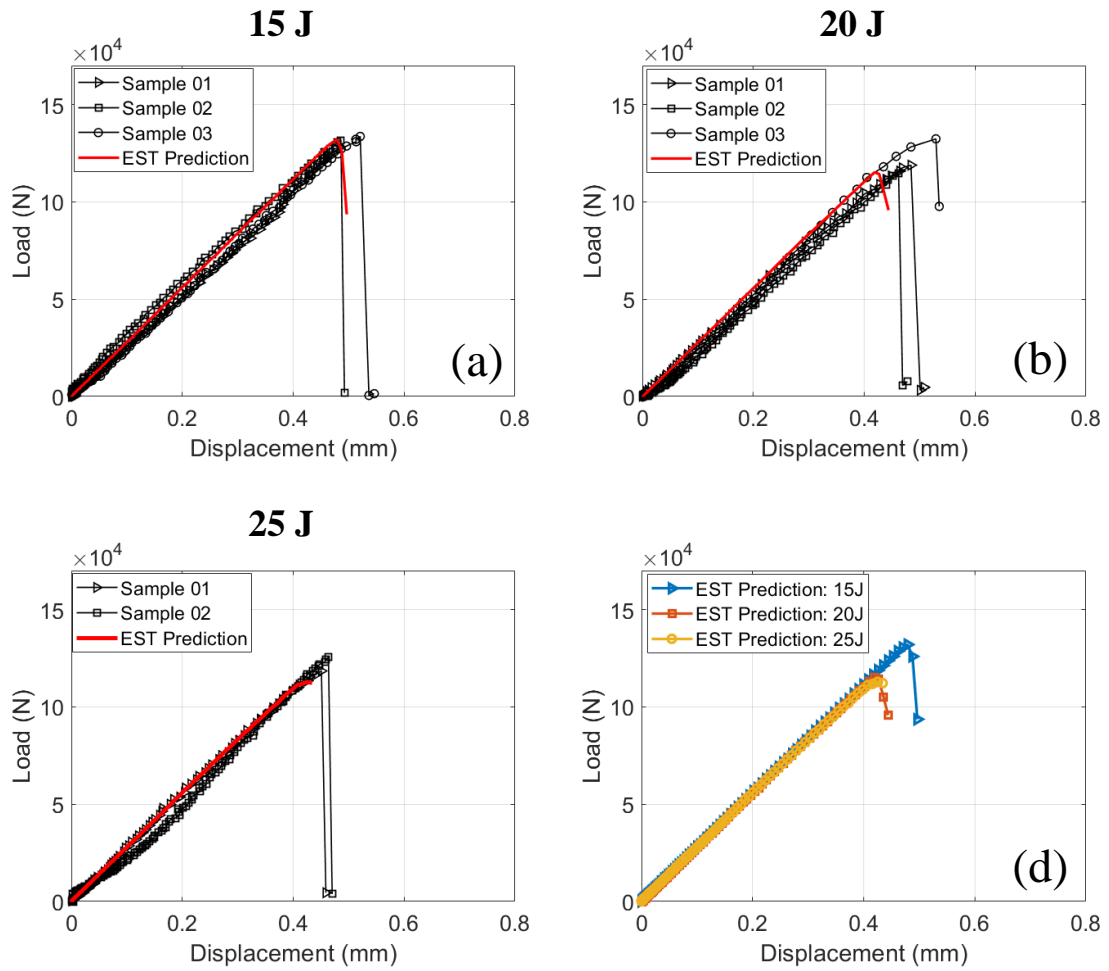 15 J
×10⁴
Sample 01
Sample 02
Sample 03
EST Prediction
15
10
5
0
Load (N)
(a)
0 0.2 0.4 0.6 0.8
Displacement (mm)
20 J
×10⁴
Sample 01
Sample 02
Sample 03
EST Prediction
15
10
5
0
Load (N)
(b)
0 0.2 0.4 0.6 0.8
Displacement (mm)
25 J
×10⁴
Sample 01
Sample 02
EST Prediction
15
10
5
0
Load (N)
0 0.2 0.4 0.6 0.8
Displacement (mm)
×10⁴
EST Prediction: 15J
EST Prediction: 20J
EST Prediction: 25J
15
10
5
0
Load (N)
(d)
0 0.2 0.4 0.6 0.8
Displacement (mm)